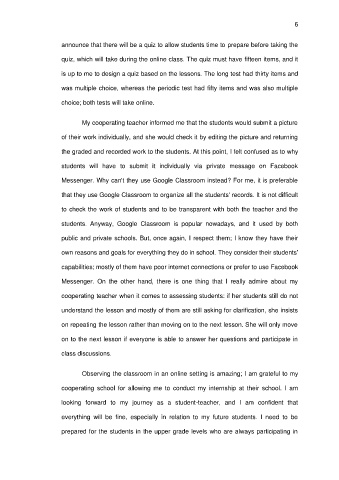 6
announce that there will be a quiz to allow students time to prepare before taking the
quiz, which will take during the online class. The quiz must have fifteen items, and it
is up to me to design a quiz based on the lessons. The long test had thirty items and
was multiple choice, whereas the periodic test had fifty items and was also multiple
choice; both tests will take online.
My cooperating teacher informed me that the students would submit a picture
of their work individually, and she would check it by editing the picture and returning
the graded and recorded work to the students. At this point, I felt confused as to why
students will have to submit it individually via private message on Facebook
Messenger. Why can't they use Google Classroom instead? For me, it is preferable
that they use Google Classroom to organize all the students' records. It is not difficult
to check the work of students and to be transparent with both the teacher and the
students. Anyway, Google Classroom is popular nowadays, and it used by both
public and private schools. But, once again, I respect them; I know they have their
own reasons and goals for everything they do in school. They consider their students'
capabilities; mostly of them have poor internet connections or prefer to use Facebook
Messenger. On the other hand, there is one thing that I really admire about my
cooperating teacher when it comes to assessing students: if her students still do not
understand the lesson and mostly of them are still asking for clarification, she insists
on repeating the lesson rather than moving on to the next lesson. She will only move
on to the next lesson if everyone is able to answer her questions and participate in
class discussions.
Observing the classroom in an online setting is amazing; I am grateful to my
cooperating school for allowing me to conduct my internship at their school. I am
looking forward to my journey as a student-teacher, and I am confident that
everything will be fine, especially in relation to my future students. I need to be
prepared for the students in the upper grade levels who are always participating in